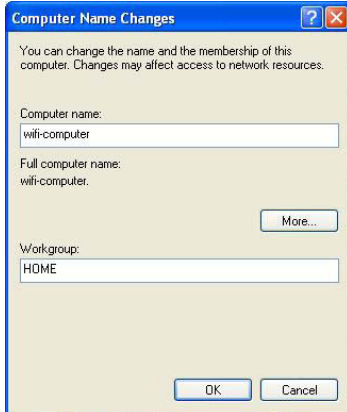 Computer Name Changes
You can change the name and the membership of this
computer. Changes may affect access to network resources.
Computer name:
wifi-computer
Full computer name:
wifi-computer.
More...
Workgroup:
HOME
OK Cancel